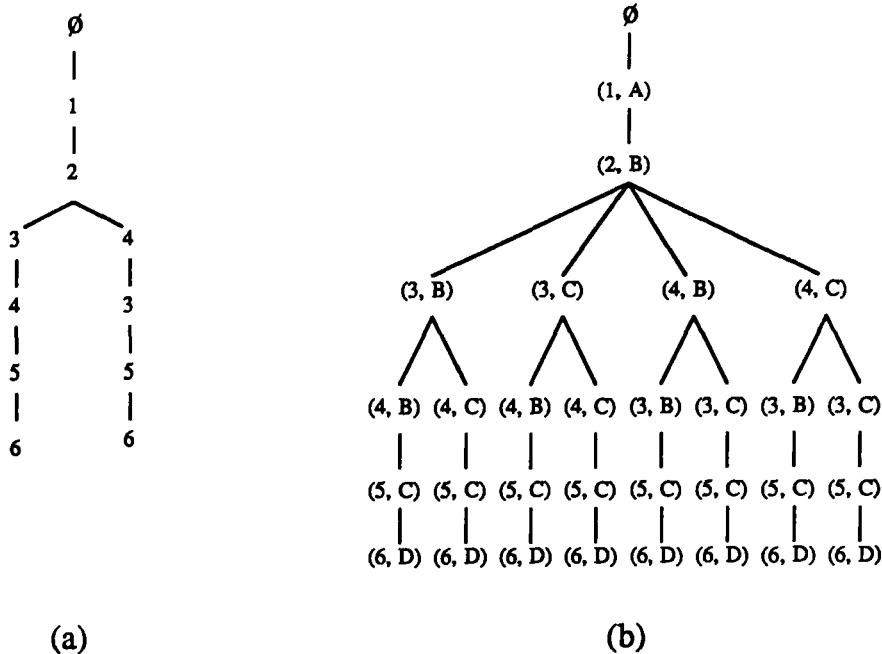 Ø
1
2
3 4
4 3
5 5
6 6
(a)
Ø
(1, A)
(2, B)
(3, B) (3, C) (4, B) (4, C)
(4, B) (4, C) (4, B) (4, C) (3, B) (3, C) (3, B) (3, C)
(5, C) (5, C) (5, C) (5, C) (5, C) (5, C) (5, C) (5, C)
(6, D) (6, D) (6, D) (6, D) (6, D) (6, D) (6, D) (6, D)
(b)